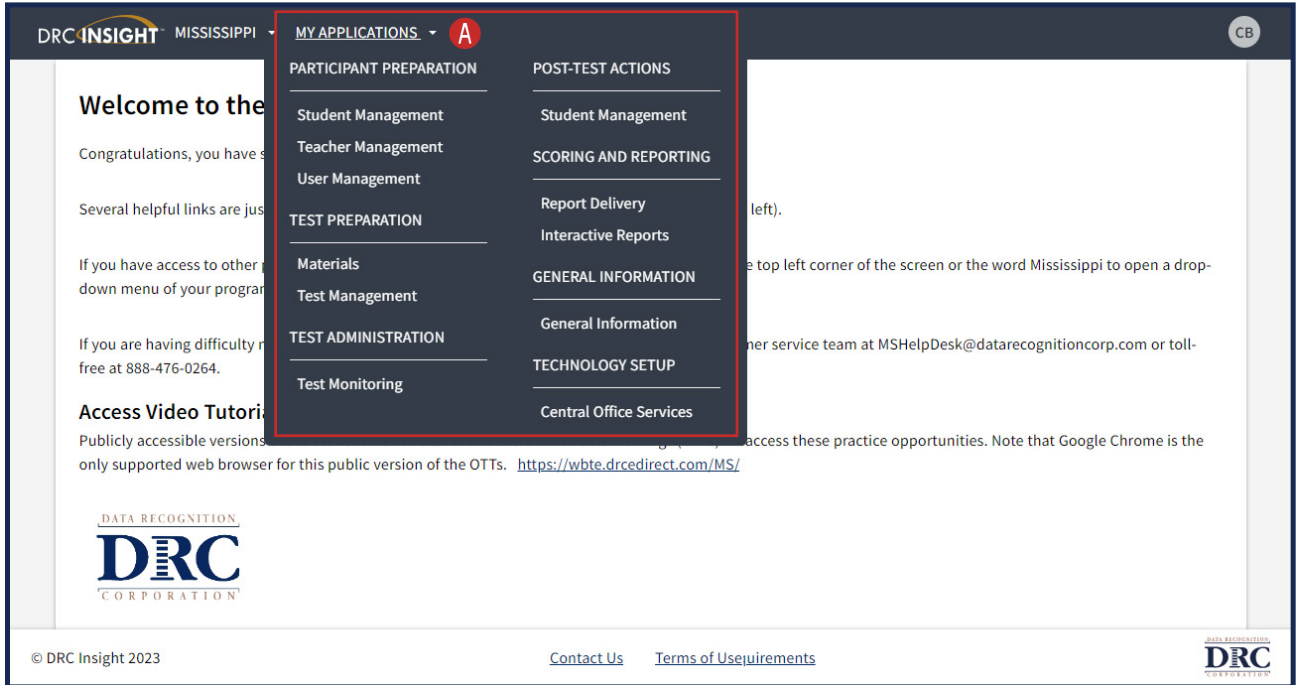 DRC INSIGHT MISSISSIPPI MY APPLICATIONS A CB
PARTICIPANT PREPARATION
Student Management
Teacher Management
User Management
TEST PREPARATION
Materials
Test Management
TEST ADMINISTRATION
Test Monitoring
POST-TEST ACTIONS
Student Management
SCORING AND REPORTING
Report Delivery
Interactive Reports
GENERAL INFORMATION
General Information
TECHNOLOGY SETUP
Central Office Services
Welcome to the
Congratulations, you have
Several helpful links are left).
If you have access to other e top left corner of the screen or the word Mississippi to open a drop-
down menu of your
If you are having difficulty ner service team at MSHelpDesk@datarecognitioncorp.com or toll-
free at 888-476-0264.
Access Video
Publicly accessible versions access these practice opportunities. Note that Google Chrome is the
only supported web browser for this public version of the OTTs. https://wbte.drcedirect.com/MS/
DATA RECOGNITION
DRC
CORPORATION
© DRC Insight 2023 Contact Us Terms of Usequirements
DATA RECOGNITION
DRC
CORPORATION